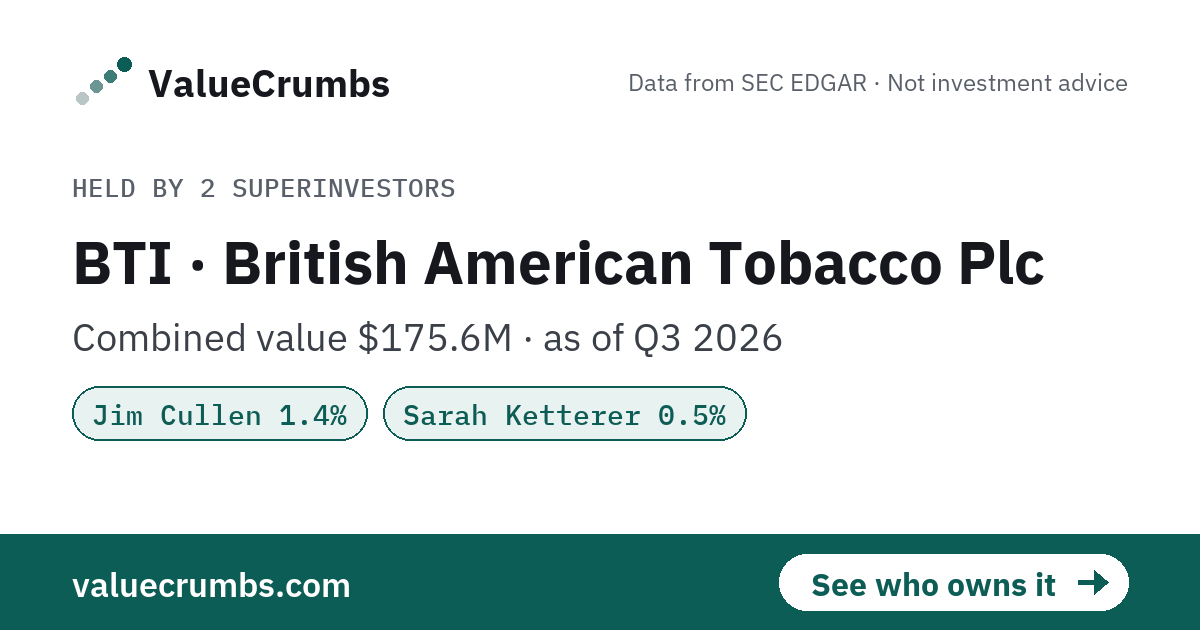 ValueCrumbs
Data from SEC EDGAR · Not investment advice
HELD BY 2 SUPERINVESTORS
BTI · British American Tobacco Plc
Combined value $175.6M · as of Q3 2026
Jim Cullen 1.4%
Sarah Ketterer 0.5%
valuecrumbs.com
See who owns it